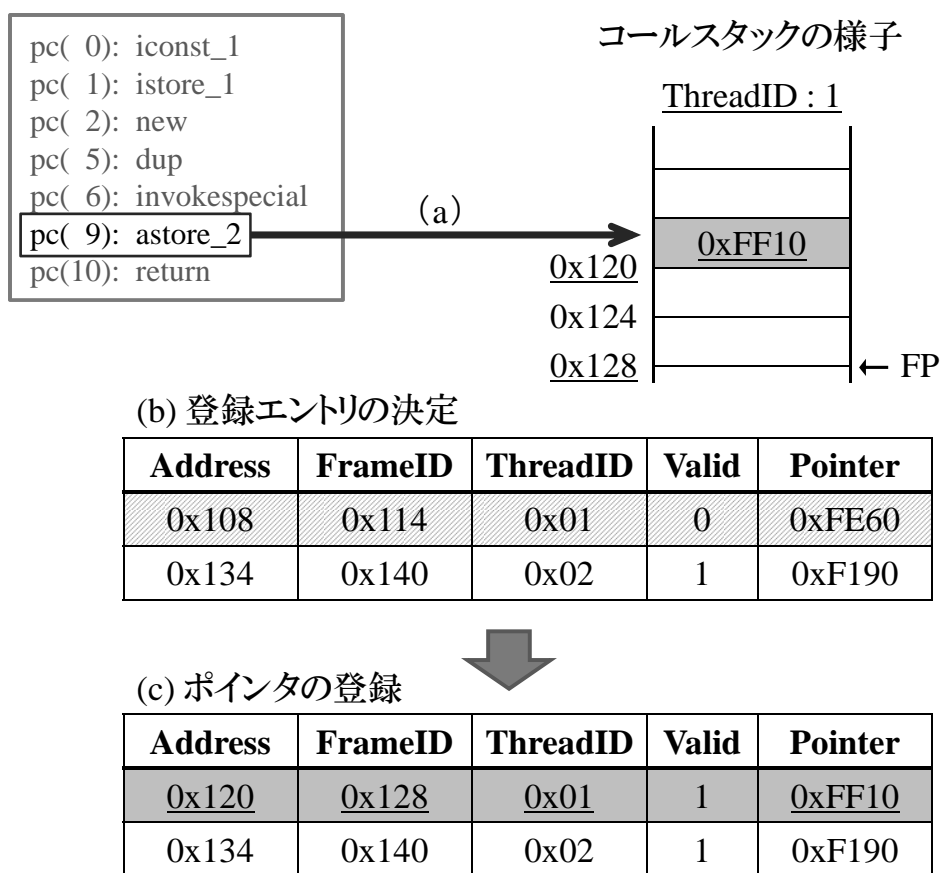 コールスタックの様子
pc( 0): iconst_1
pc( 1): istore_1
pc( 2): new
pc( 5): dup
pc( 6): invokespecial
pc( 9): astore_2
pc(10): return
(a)
ThreadID : 1
0xFF10
0x120
0x124
0x128
← FP
(b) 登録エントリの決定
Address FrameID ThreadID Valid Pointer
0x108 0x114 0x01 0 0xFE60
0x134 0x140 0x02 1 0xF190
(c) ポインタの登録
Address FrameID ThreadID Valid Pointer
0x120 0x128 0x01 1 0xFF10
0x134 0x140 0x02 1 0xF190